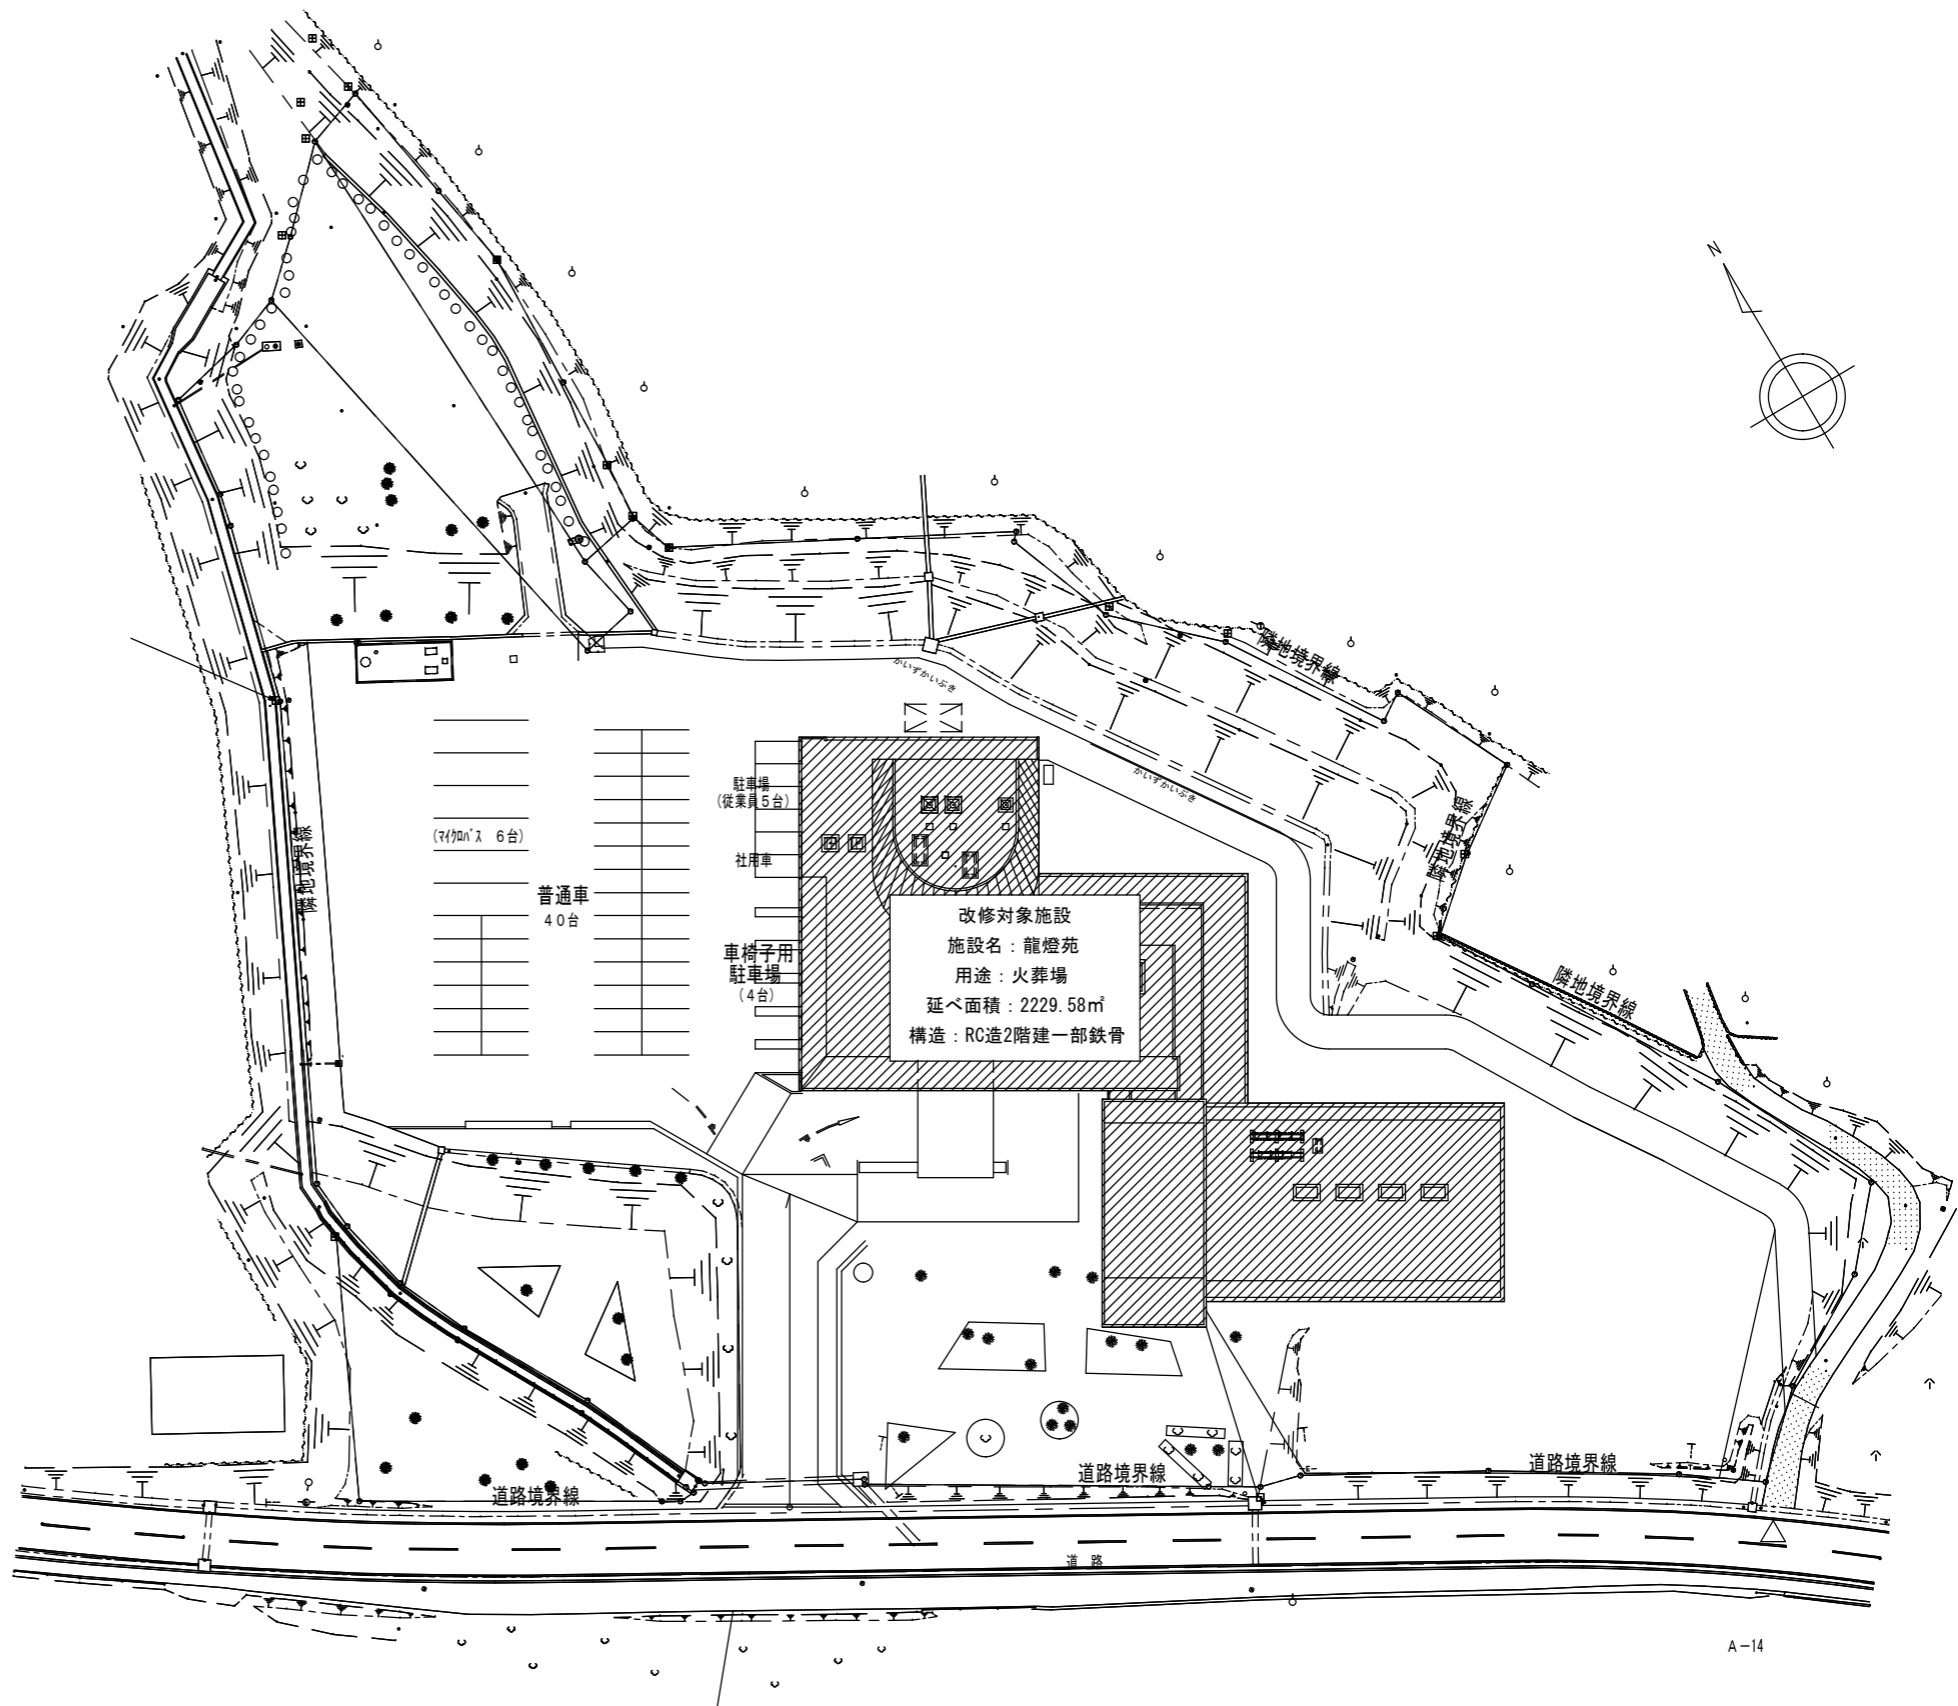 N
かいずかいぶき
隣地境界線
かいずかいぶき
駐車場
(従業員5台)
隣地境界線
(ﾏｲｸﾛﾊﾞｽ 6台)
隣地境界線
社用車
普通車
40台
改修対象施設
施設名：龍燈苑
用途：火葬場
延べ面積：2229.58㎡
構造：RC造2階建一部鉄骨
車椅子用
駐車場
(4台)
隣地境界線
道路境界線
道路境界線
道路境界線
道 路
A-14